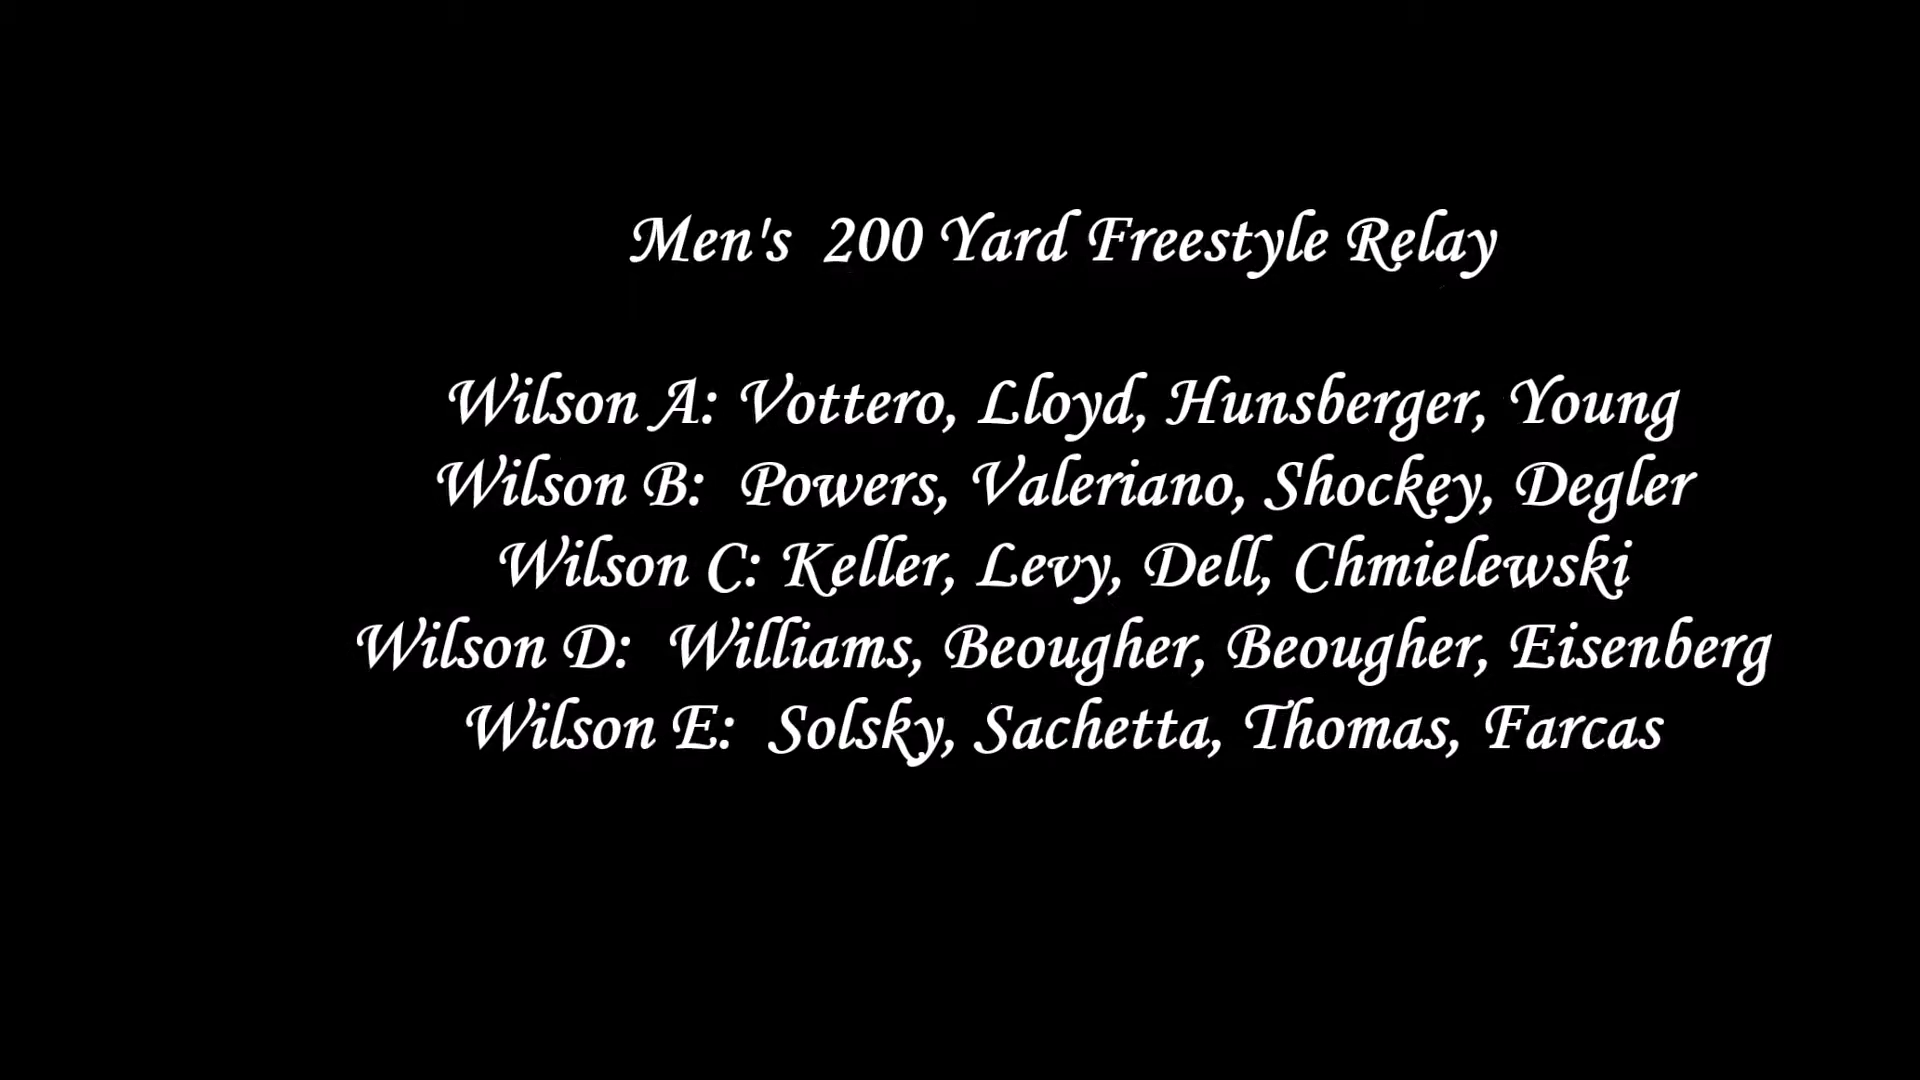 Men's  200 Yard Freestyle Relay
Wilson A: Vottero, Lloyd, Hunsberger, Young
Wilson B:  Powers, Valeriano, Shockey, Degler
Wilson C: Keller, Levy, Dell, Chmielewski
Wilson D:  Williams, Beougher, Beougher, Eisenberg
Wilson E:  Solsky, Sachetta, Thomas, Farcas